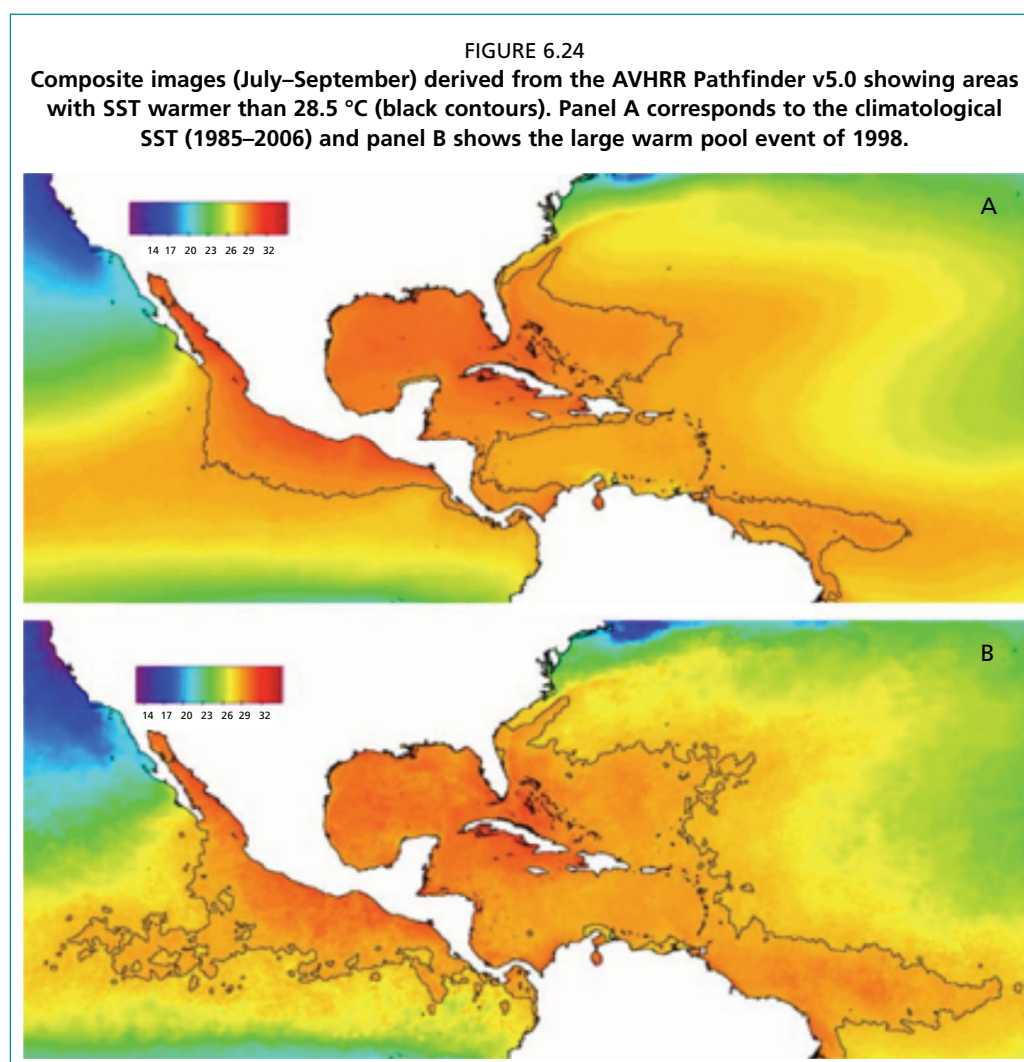 FIGURE 6.24
Composite images (July–September) derived from the AVHRR Pathfinder v5.0 showing areas
with SST warmer than 28.5 °C (black contours). Panel A corresponds to the climatological
SST (1985–2006) and panel B shows the large warm pool event of 1998.
A
14 17 20 23 26 29 32
B
14 17 20 23 26 29 32